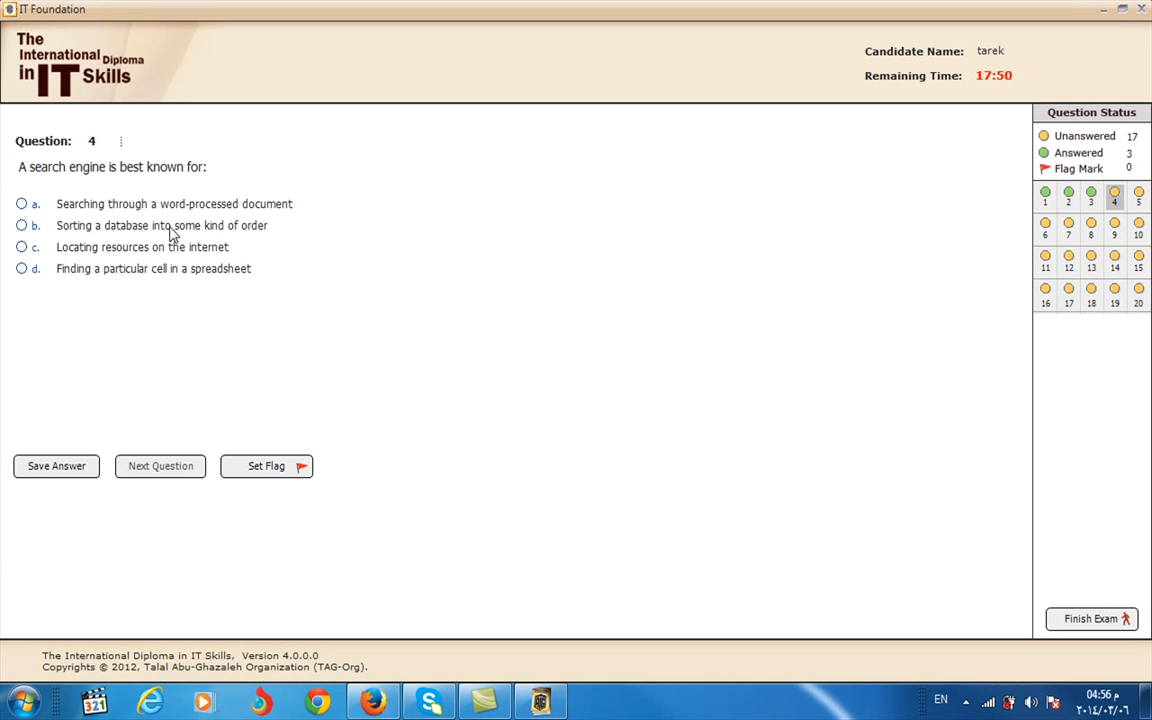 IT Foundation
The
International Diploma
in IT Skills
Candidate Name: tarek
Remaining Time: 17:50
Question: 4
A search engine is best known for:
a. Searching through a word-processed document
b. Sorting a database into some kind of order
c. Locating resources on the internet
d. Finding a particular cell in a spreadsheet
Save Answer Next Question Set Flag
Question Status
Unanswered 17
Answered 3
Flag Mark 0
1 2 3 4 5
6 7 8 9 10
11 12 13 14 15
16 17 18 19 20
Finish Exam
The International Diploma in IT Skills, Version 4.0.0.0
Copyrights © 2012, Talal Abu-Ghazaleh Organization (TAG-Org).
321
EN
04:56 م
٢٠١٤/٠٣/٠٦